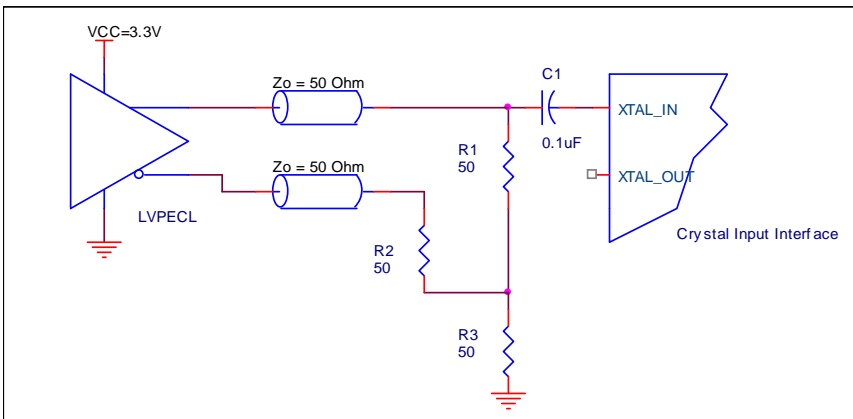 VCC=3.3V
Zo = 50 Ohm
C1
XTAL_IN
0.1uF
R1
50
Zo = 50 Ohm
XTAL_OUT
LVPECL
Crystal Input Interface
R2
50
R3
50